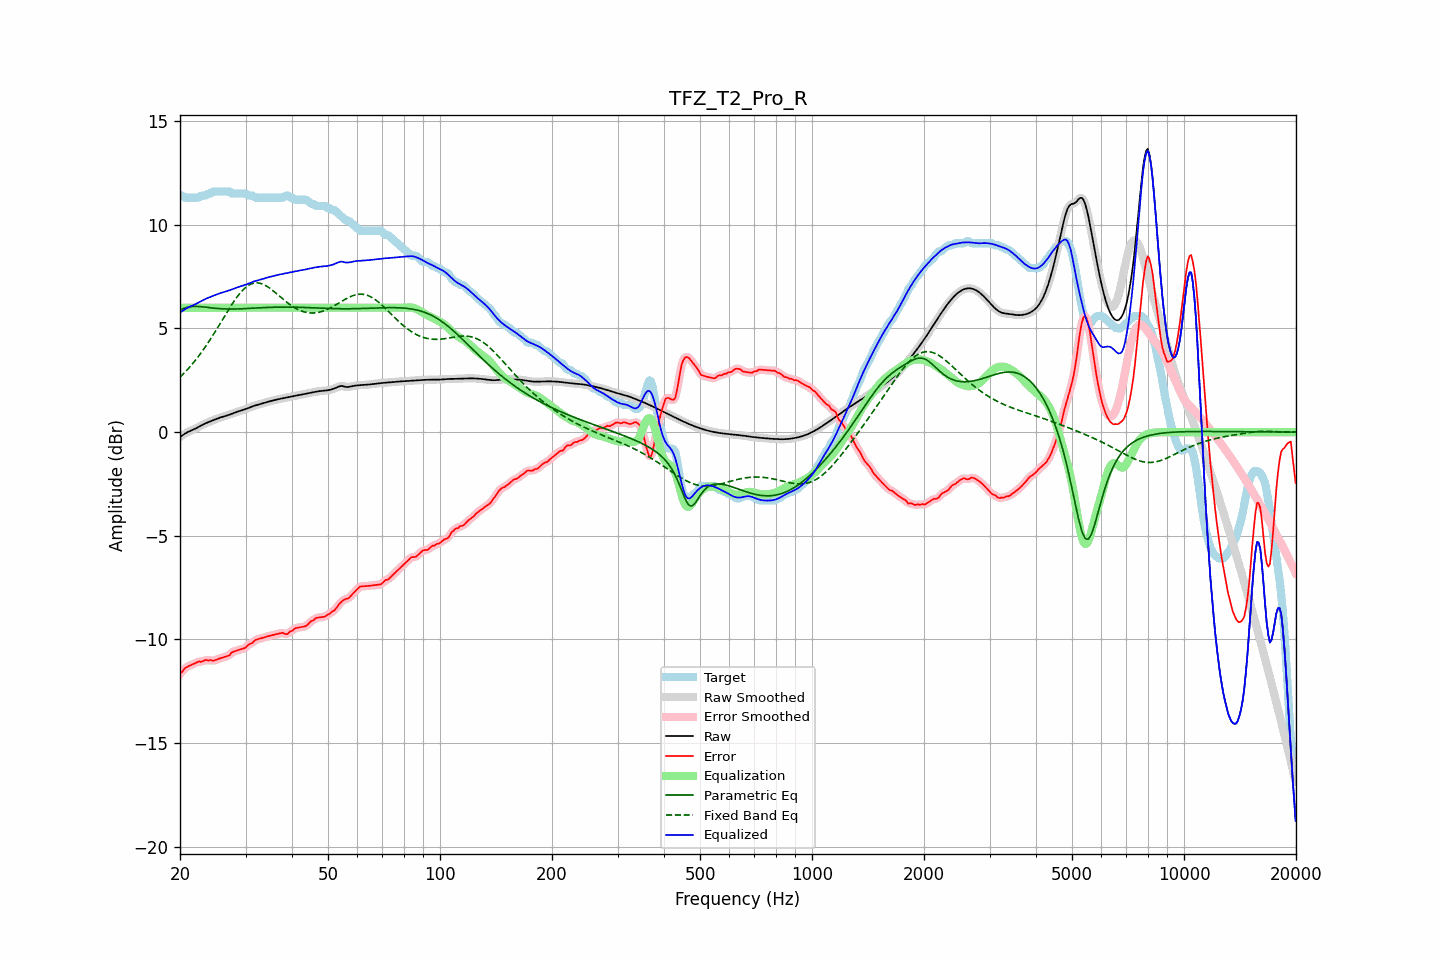 TFZ_T2_Pro_R
15
10
5
0
−5
−10
−15
−20
Amplitude (dBr)
20
50
100
200
500
1000
2000
5000
10000
20000
Frequency (Hz)
Target
Raw Smoothed
Error Smoothed
Raw
Error
Equalization
Parametric Eq
Fixed Band Eq
Equalized